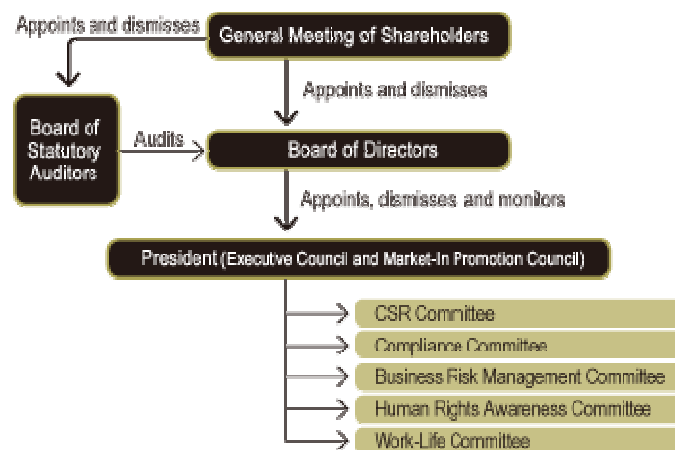 Appoints and dismisses
General Meeting of Shareholders
Appoints and dismisses
Board of
Statutory
Auditors
Audits
Board of Directors
Appoints, dismisses and monitors
President (Executive Council and Market-In Promotion Council)
CSR Committee
Compliance Committee
Business Risk Management Committee
Human Rights Awareness Committee
Work-Life Committee